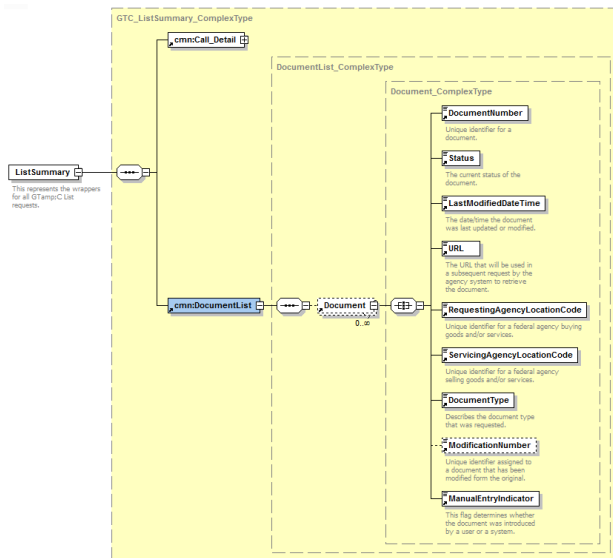 GTC_ListSummary_ComplexType
cmn:Call_Detail
DocumentList_ComplexType
Document_ComplexType
DocumentNumber
Unique identifier for a
document.
Status
The current status of the
document.
LastModifiedDateTime
The date/time the document
was last updated or modified.
URL
The URL that will be used in
a subsequent request by the
agency system to retrieve
the document.
ListSummary
This represents the wrappers
for all GTamp;C List
requests.
cmn:DocumentList
Document
0..∞
RequestingAgencyLocationCode
Unique identifier for a federal agency buying
goods and/or services.
ServicingAgencyLocationCode
Unique identifier for a federal agency
selling goods and/or services.
DocumentType
Describes the document type
that was requested.
ModificationNumber
Unique identifier assigned to
a document that has been
modified form the original.
ManualEntryIndicator
This flag determines whether
the document was introduced
by a user or a system.